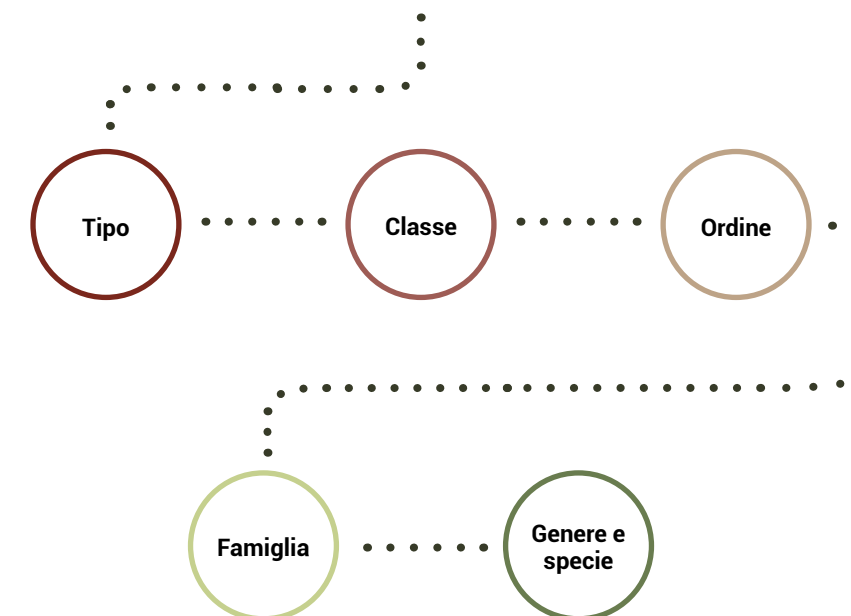 Tipo
Classe
Ordine
Famiglia
Genere e
specie